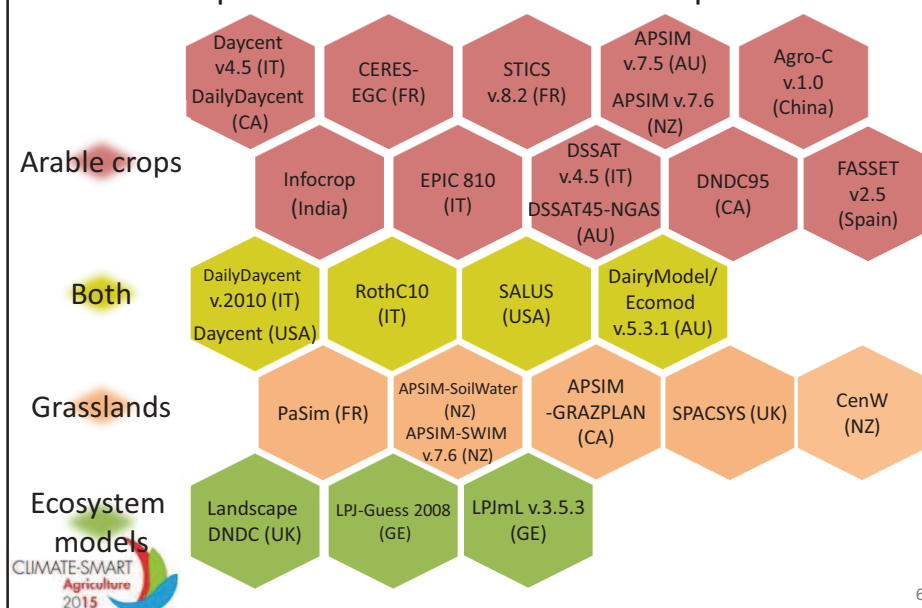 Arable crops
Daycent
v4.5 (IT)
DailyDaycent
(CA)
CERES-
EGC (FR)
STICS
v.8.2 (FR)
APSIM
v.7.5 (AU)
APSIM v.7.6
(NZ)
Agro-C
v.1.0
(China)
Infocrop
(India)
EPIC 810
(IT)
DSSAT
v.4.5 (IT)
DSSAT45-NGAS
(AU)
DNDC95
(CA)
FASSET
v2.5
(Spain)
Both
DailyDaycent
v.2010 (IT)
Daycent (USA)
RothC10
(IT)
SALUS
(USA)
DairyModel/
Ecomod
v.5.3.1 (AU)
Grasslands
PaSim (FR)
APSIM-SoilWater
(NZ)
APSIM-SWIM
v.7.6 (NZ)
APSIM
-GRAZPLAN
(CA)
SPACSYS (UK)
CenW
(NZ)
Ecosystem
models
Landscape
DNDC (UK)
LPJ-Guess 2008
(GE)
LPJmL v.3.5.3
(GE)
CLIMATE-SMART
Agriculture
2015
6